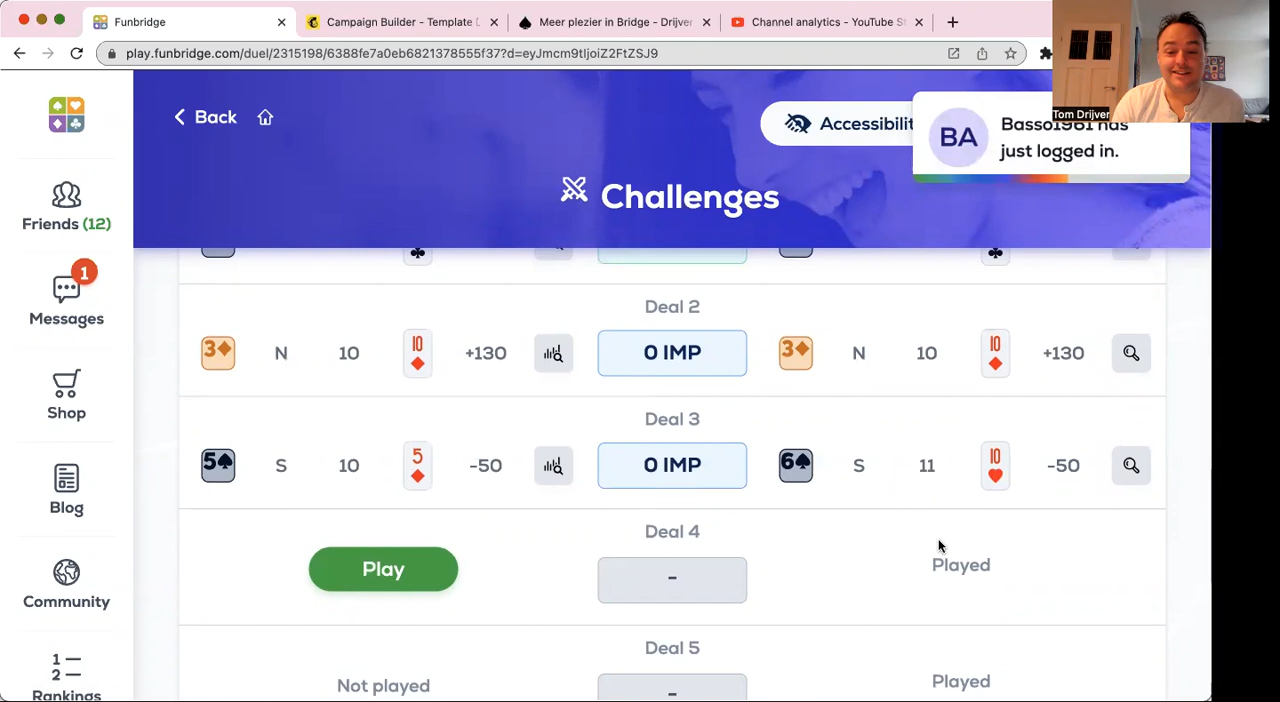 Funbridge
Campaign Builder - Template D
Meer plezier in Bridge - Drijver
Channel analytics - YouTube St
play.funbridge.com/duel/2315198/6388fe7a0eb6821378555f37?d=eyJmcm9tIjoiZ2FtZSJ9
Tom Drijver
Back
Accessibilit
BA
Basso1961 has
just logged in.
Challenges
Friends (12)
1
Messages
Shop
Blog
Community
1
2
Rankings
Deal 2
3♦ N 10 10♦ +130 0 IMP 3♦ N 10 10♦ +130
Deal 3
5♠ S 10 5♦ -50 0 IMP 6♠ S 11 10♥ -50
Deal 4
Play - Played
Deal 5
Not played - Played